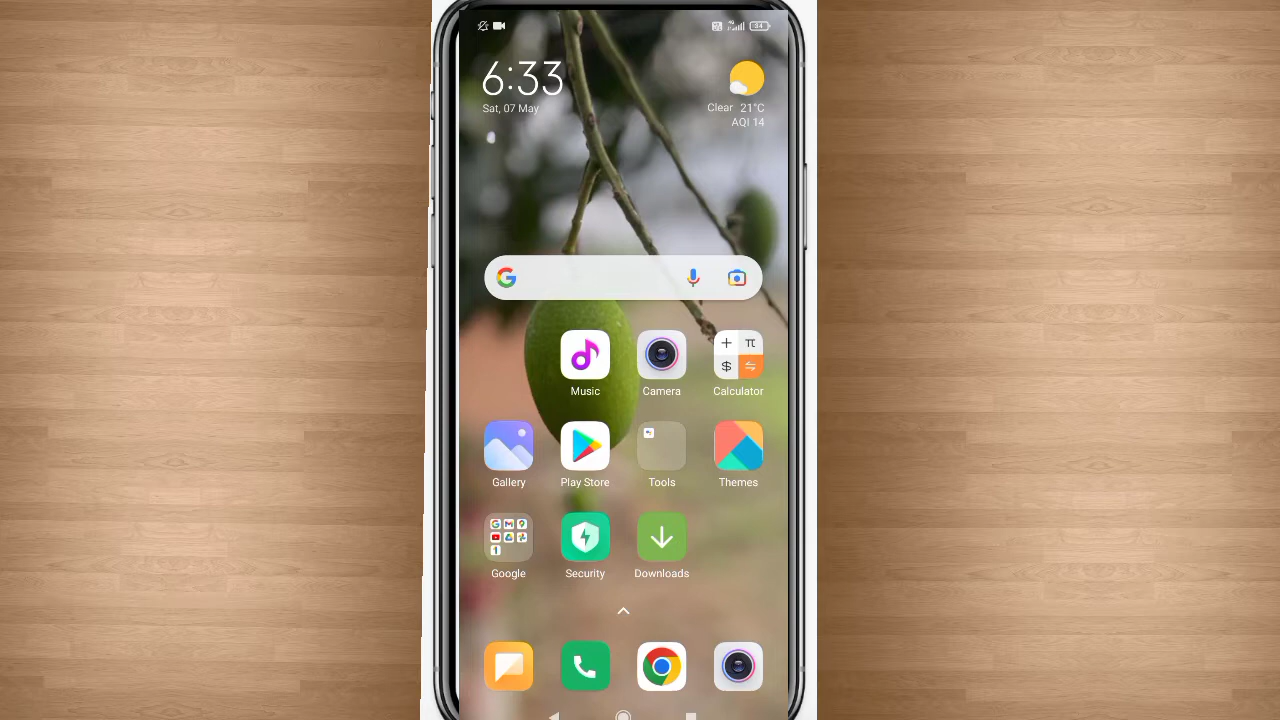 84
6:33
Sat, 07 May
Clear 21°C
AQI 14
Music
Camera
Calculator
Gallery
Play Store
Tools
Themes
Google
Security
Downloads